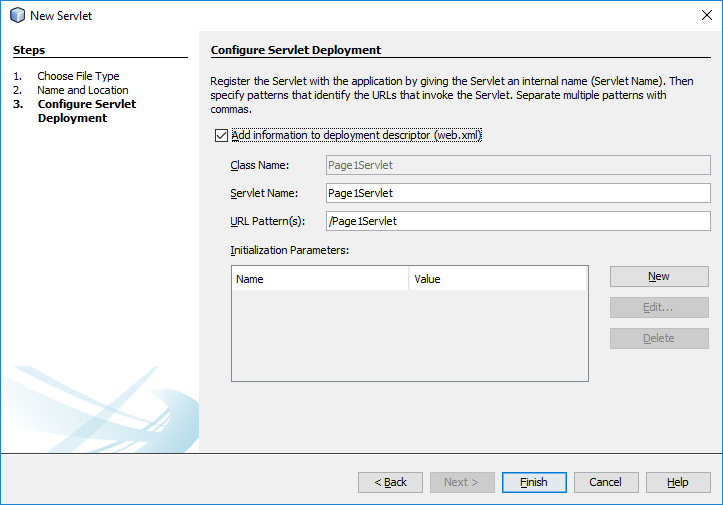 New Servlet
Steps
1. Choose File Type
2. Name and Location
3. Configure Servlet
Deployment
Configure Servlet Deployment
Register the Servlet with the application by giving the Servlet an internal name (Servlet Name). Then
specify patterns that identify the URLs that invoke the Servlet. Separate multiple patterns with
commas.
Add information to deployment descriptor (web.xml)
Class Name: Page1Servlet
Servlet Name: Page1Servlet
URL Pattern(s): /Page1Servlet
Initialization Parameters:
Name Value
New
Edit...
Delete
< Back Next > Finish Cancel Help